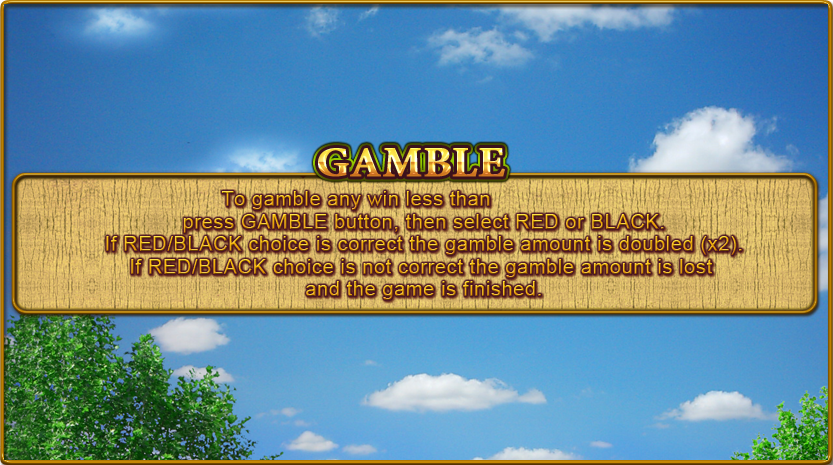 GAMBLE
To gamble any win less than
press GAMBLE button, then select RED or BLACK.
If RED/BLACK choice is correct the gamble amount is doubled (x2).
If RED/BLACK choice is not correct the gamble amount is lost
and the game is finished.